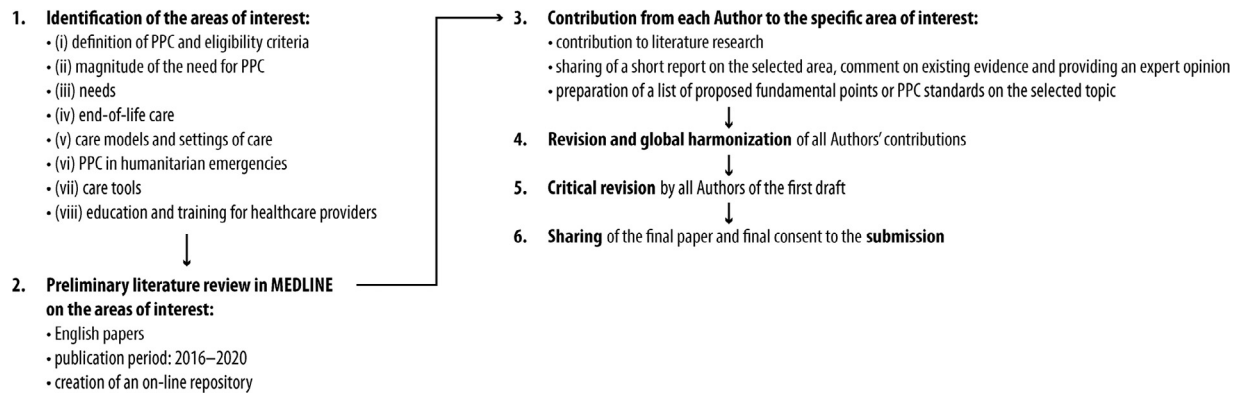 1. Identification of the areas of interest:
• (i) definition of PPC and eligibility criteria
• (ii) magnitude of the need for PPC
• (iii) needs
• (iv) end-of-life care
• (v) care models and settings of care
• (vi) PPC in humanitarian emergencies
• (vii) care tools
• (viii) education and training for healthcare providers
2. Preliminary literature review in MEDLINE
on the areas of interest:
• English papers
• publication period: 2016–2020
• creation of an on-line repository
3. Contribution from each Author to the specific area of interest:
• contribution to literature research
• sharing of a short report on the selected area, comment on existing evidence and providing an expert opinion
• preparation of a list of proposed fundamental points or PPC standards on the selected topic
4. Revision and global harmonization of all Authors' contributions
5. Critical revision by all Authors of the first draft
6. Sharing of the final paper and final consent to the submission